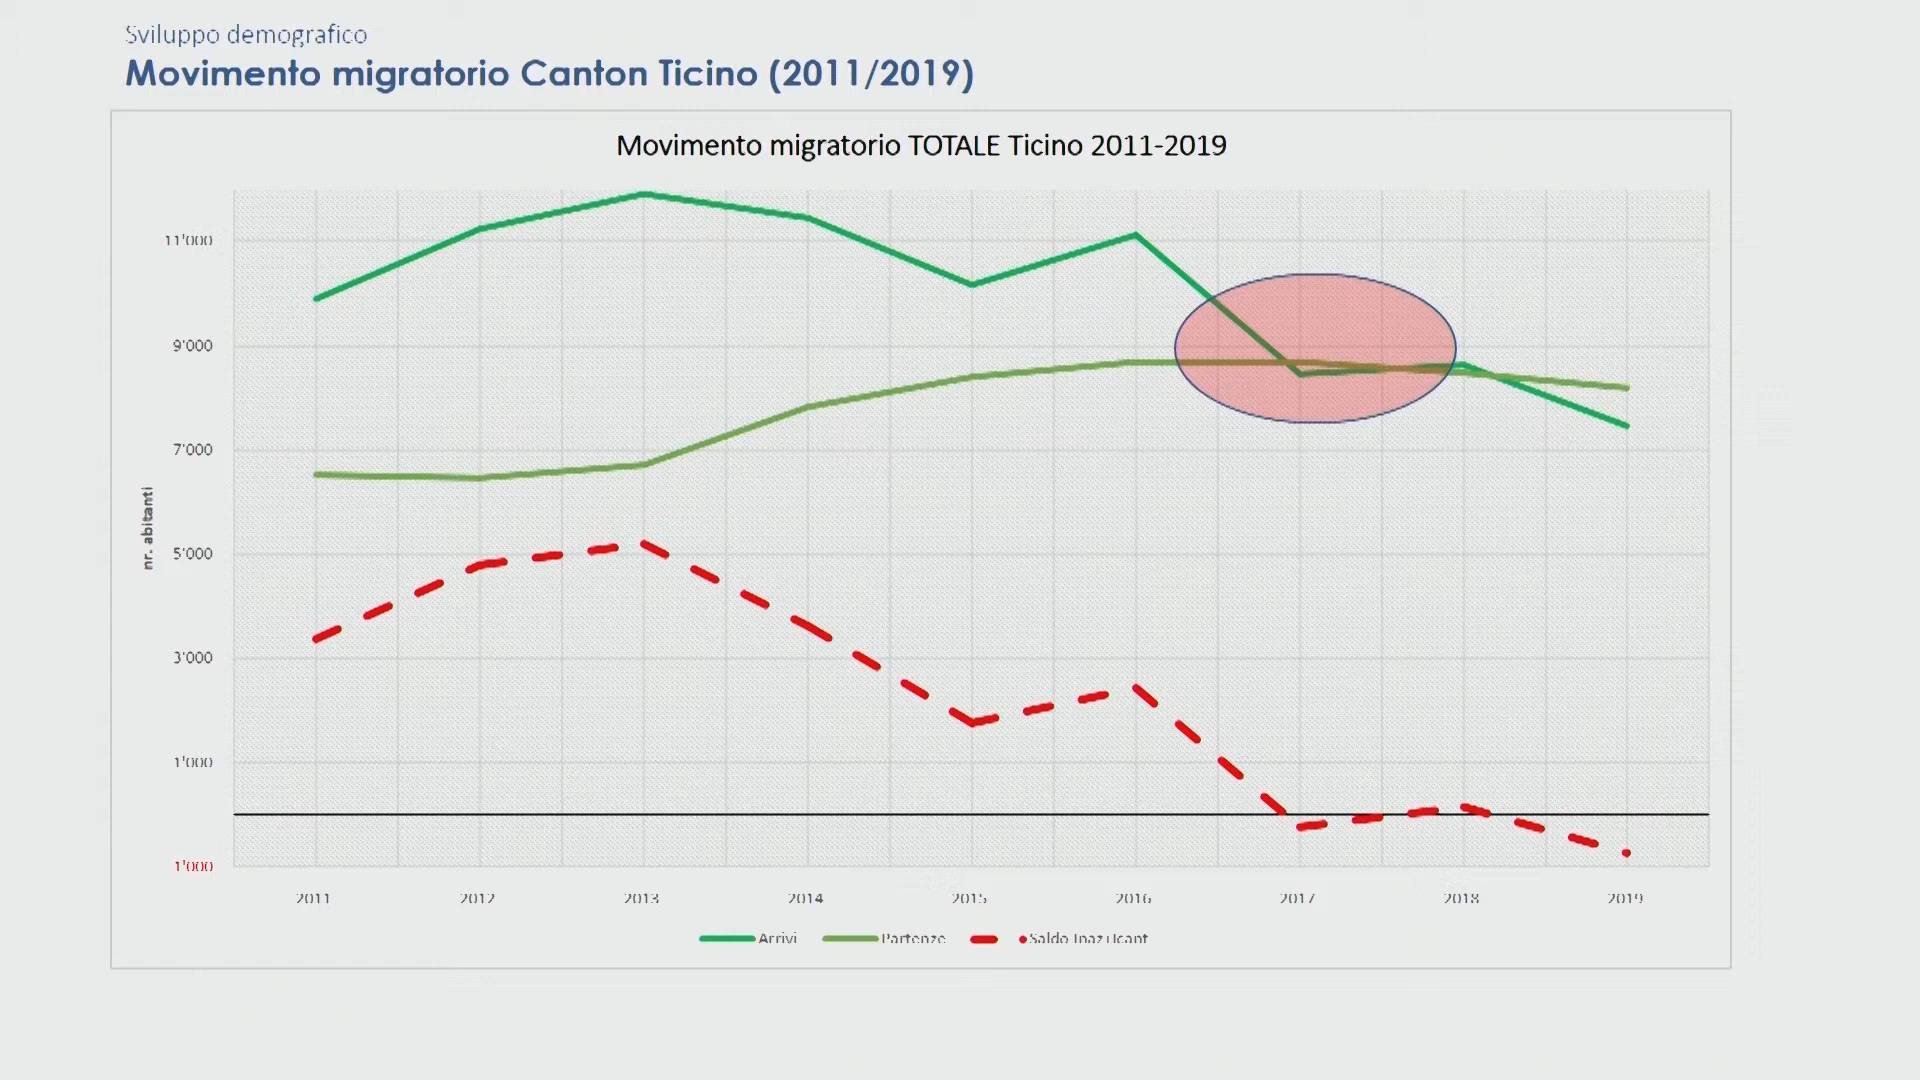 Sviluppo demografico
Movimento migratorio Canton Ticino (2011/2019)
Movimento migratorio TOTALE Ticino 2011-2019
11'000
9'000
7'000
5'000
3'000
1'000
1'000
nr. abitanti
2011 2012 2013 2014 2015 2016 2017 2018 2019
Arrivi Partenze Saldo